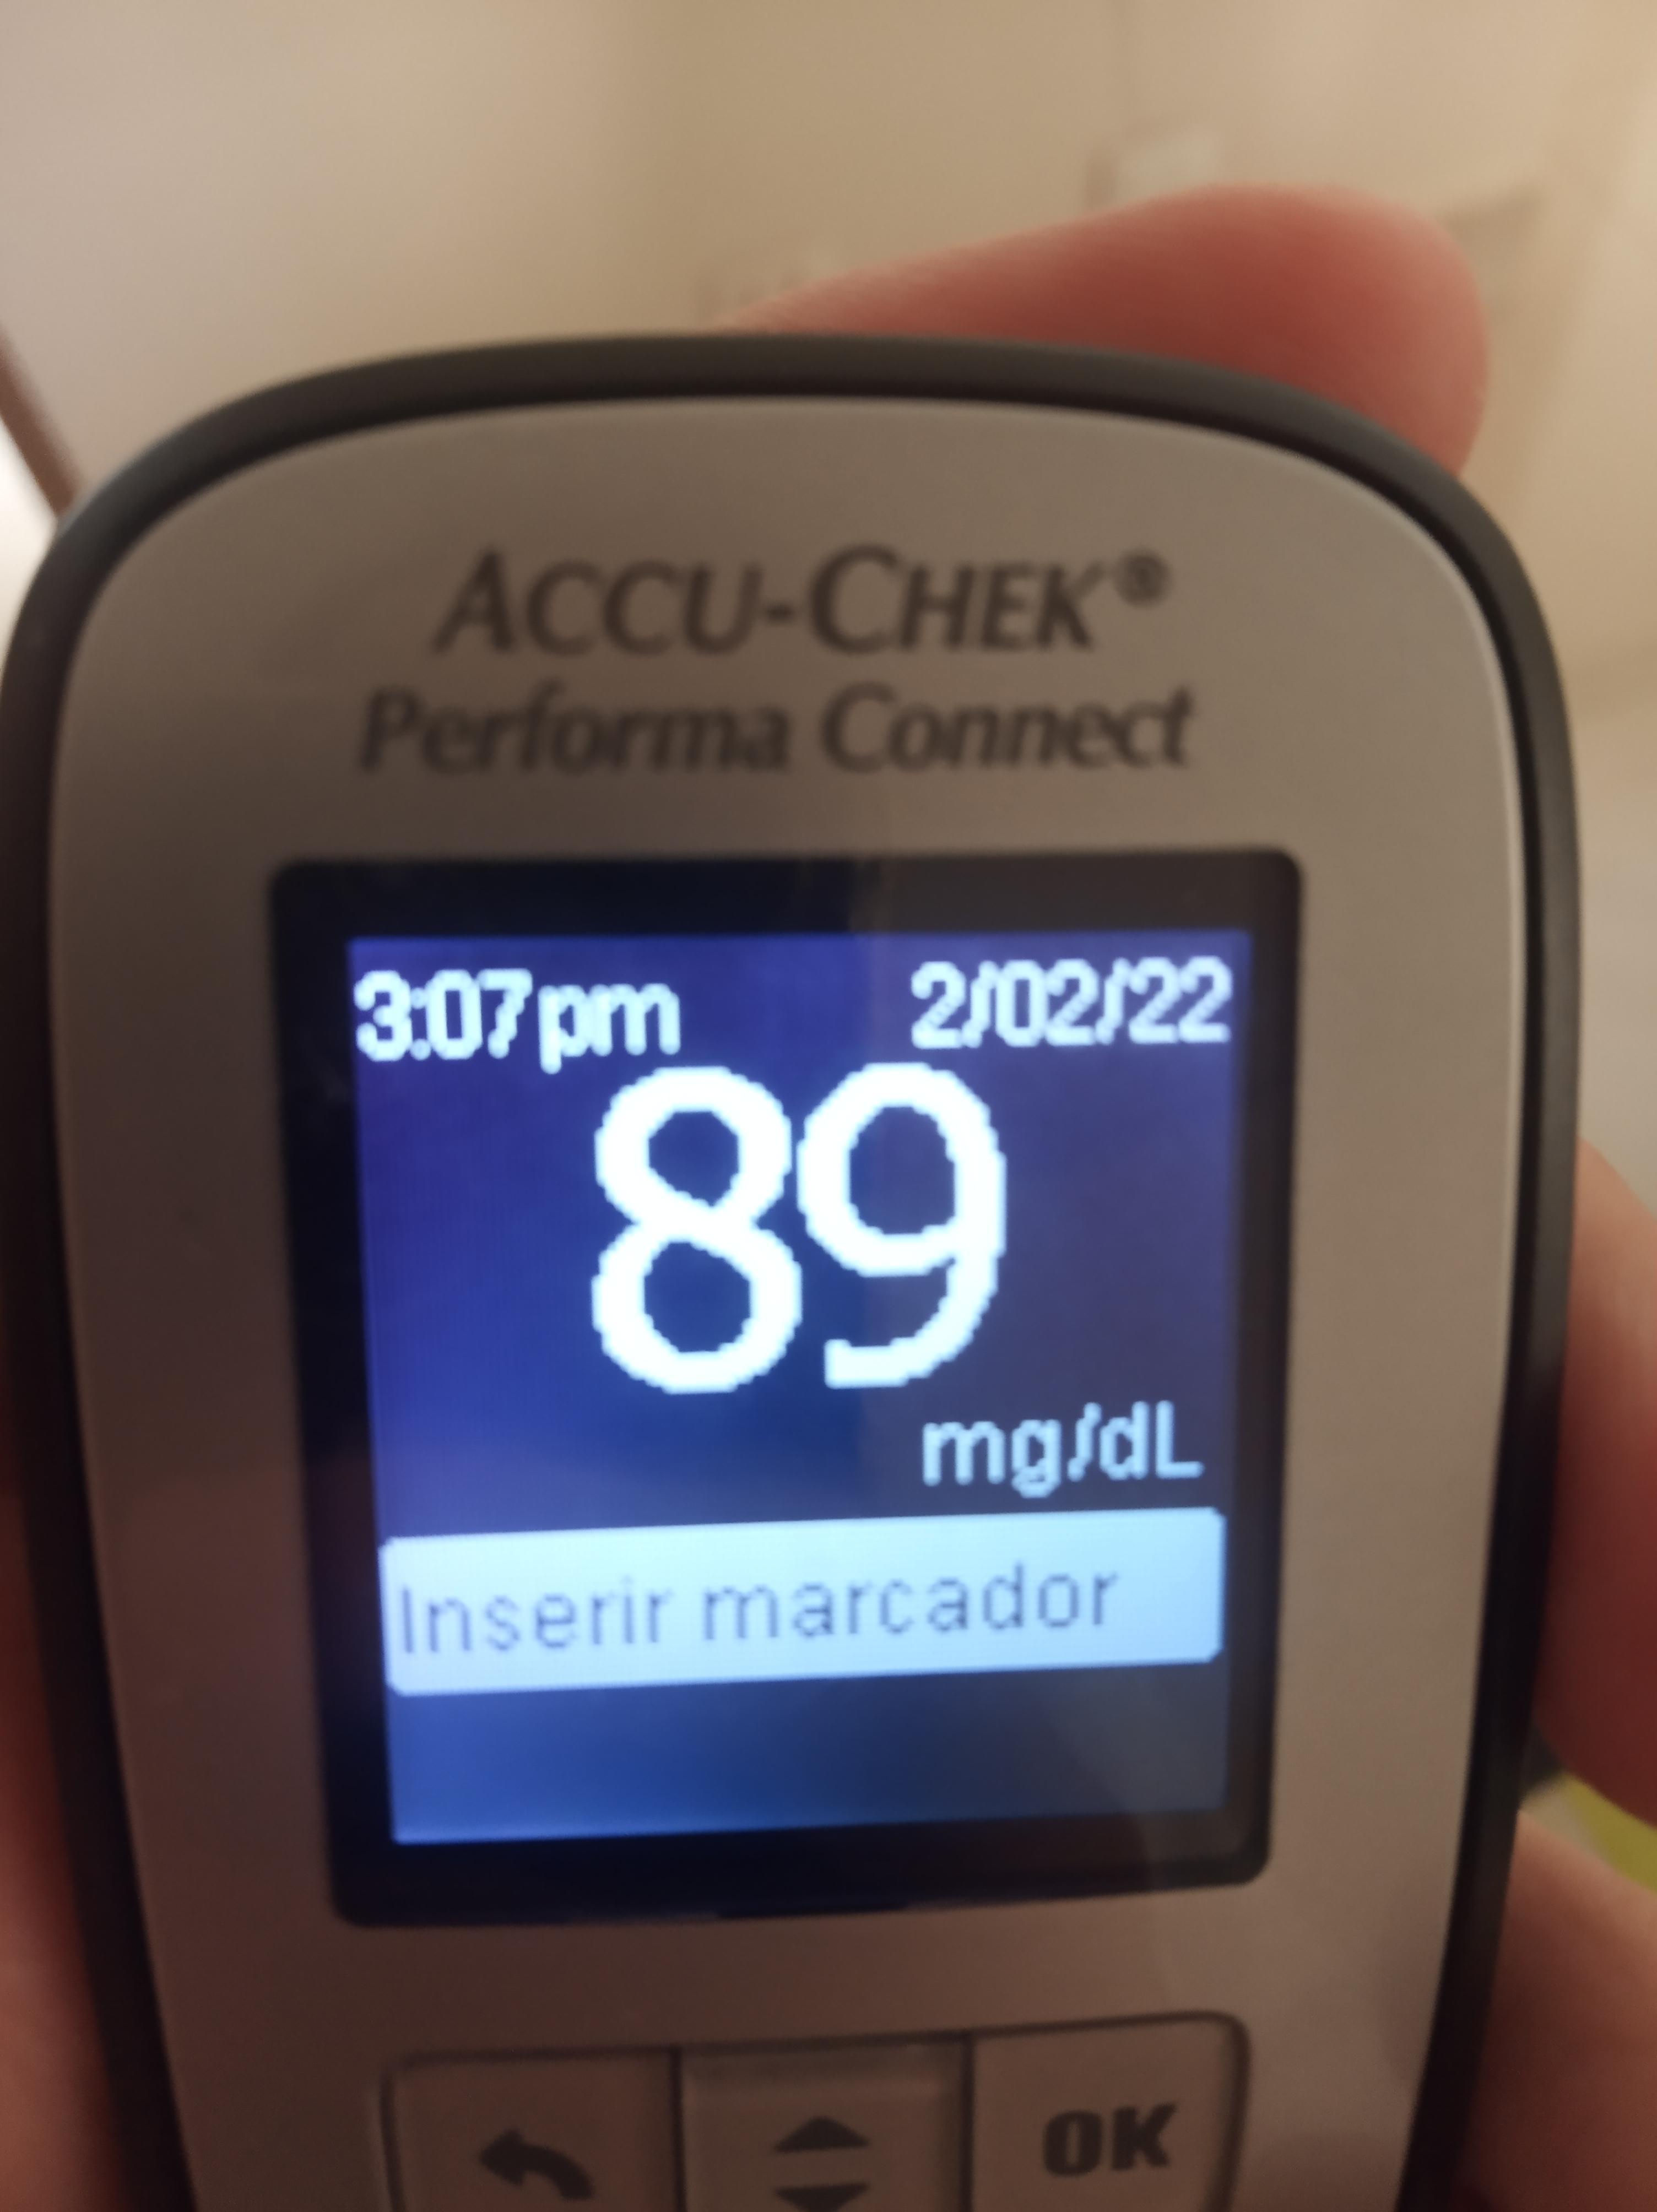 ACCU-CHEK®
Performa Connect
3:07pm 2/02/22
89
mg/dL
Inserir marcador
OK